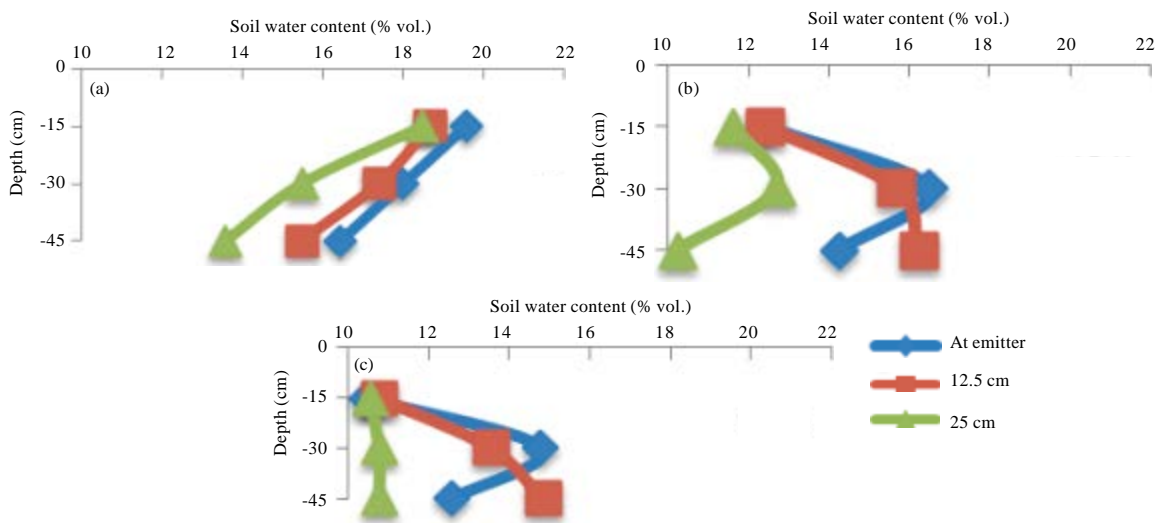 Soil water content (% vol.)
10 12 14 16 18 20 22
0
(a)
-15
-30
-45
Depth (cm)
Soil water content (% vol.)
10 12 14 16 18 20 22
0
(b)
-15
-30
-45
Depth (cm)
Soil water content (% vol.)
10 12 14 16 18 20 22
0
(c)
-15
-30
-45
Depth (cm)
At emitter
12.5 cm
25 cm